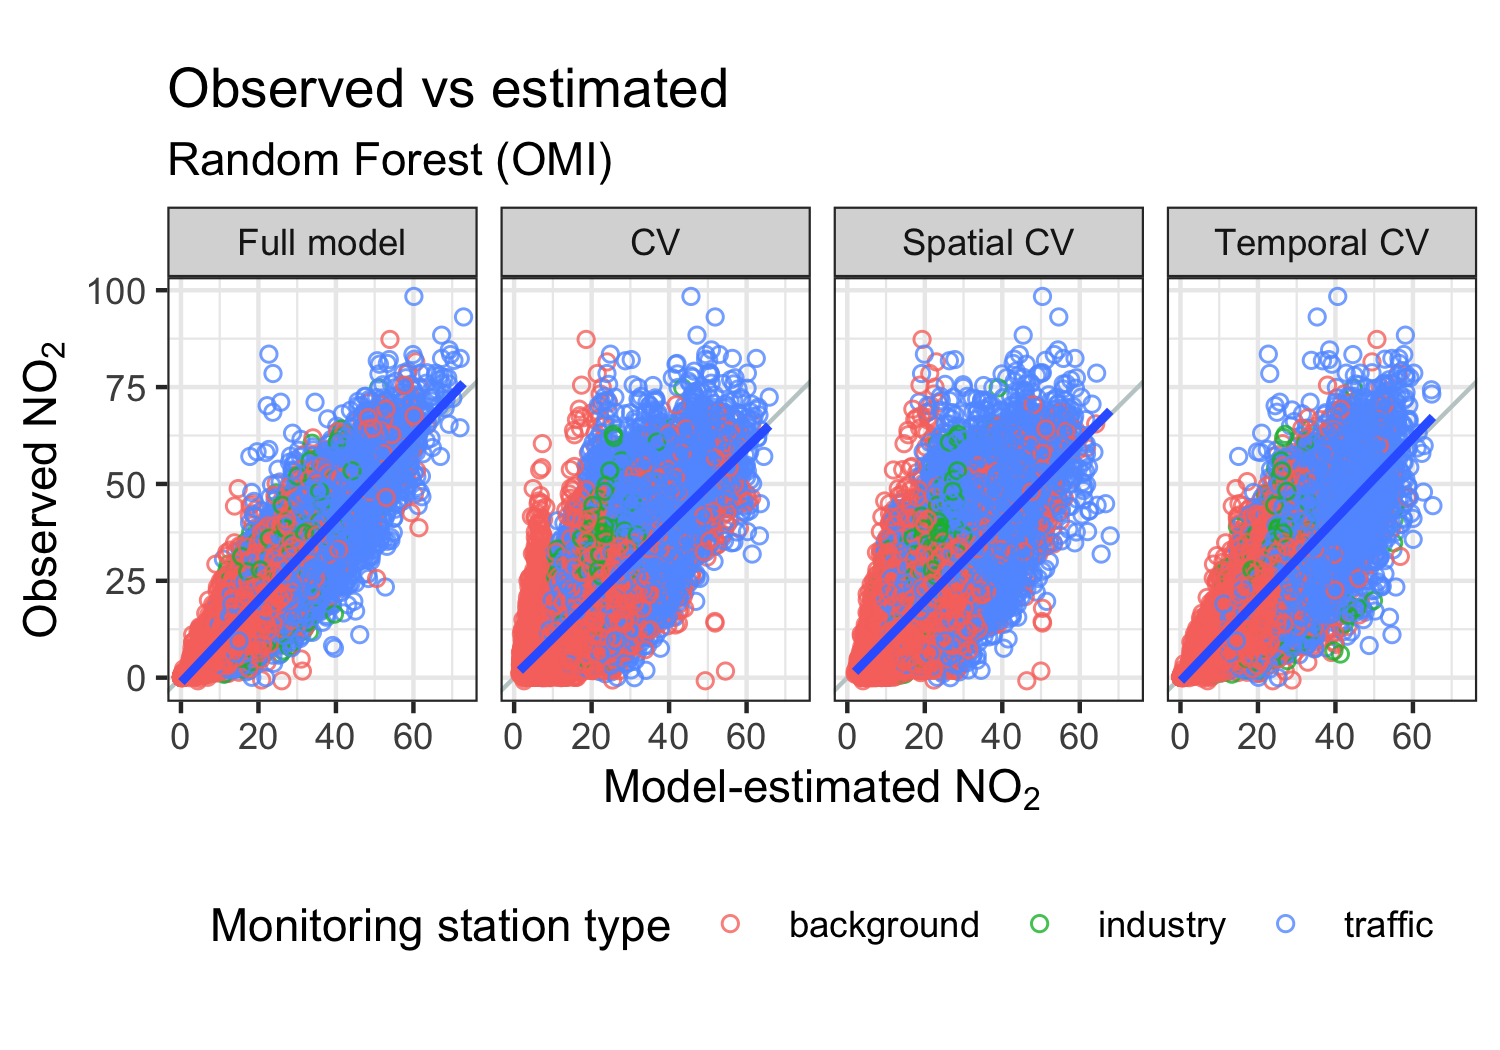 Observed vs estimated
Random Forest (OMI)
Full model CV Spatial CV Temporal CV
100
75
50
25
0
Observed NO₂
0 20 40 60 0 20 40 60 0 20 40 60 0 20 40 60
Model-estimated NO₂
Monitoring station type background industry traffic